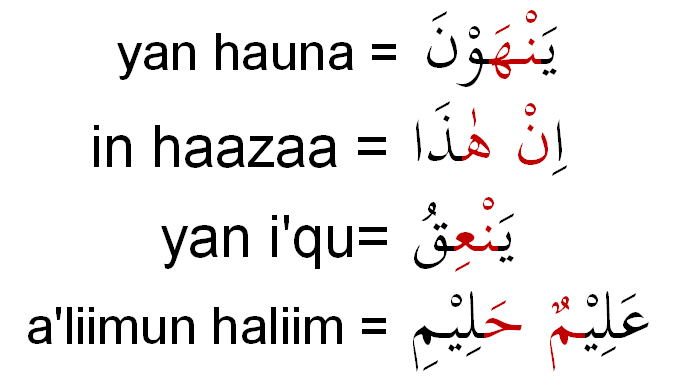 yan hauna = يَنْهَوْنَ
in haazaa = اِنْ هٰذَا
yan i'qu= يَنْعِقُ
a'liimun haliim = عَلِيْمٌ حَلِيْمِ